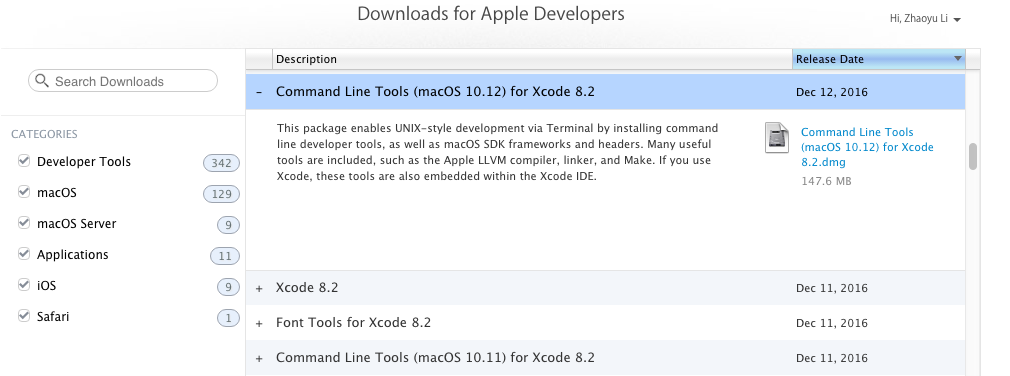 Downloads for Apple Developers
Hi, Zhaoyu Li
Search Downloads
CATEGORIES
Developer Tools 342
macOS 129
macOS Server 9
Applications 11
iOS 9
Safari 1
Description Release Date
– Command Line Tools (macOS 10.12) for Xcode 8.2 Dec 12, 2016
This package enables UNIX-style development via Terminal by installing command
line developer tools, as well as macOS SDK frameworks and headers. Many useful
tools are included, such as the Apple LLVM compiler, linker, and Make. If you use
Xcode, these tools are also embedded within the Xcode IDE.
Command Line Tools
(macOS 10.12) for Xcode
8.2.dmg
147.6 MB
+ Xcode 8.2 Dec 11, 2016
+ Font Tools for Xcode 8.2 Dec 11, 2016
+ Command Line Tools (macOS 10.11) for Xcode 8.2 Dec 11, 2016